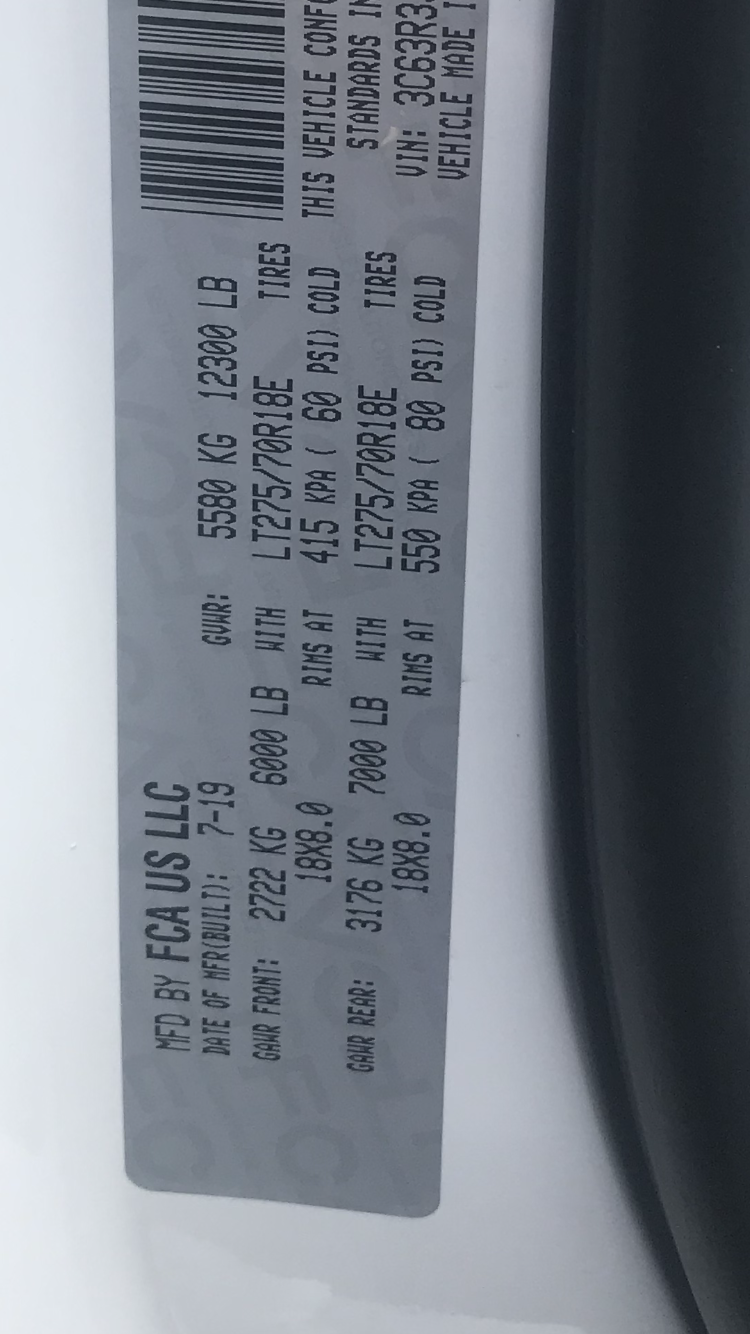 MFD BY FCA US LLC
DATE OF MFR(BUILT): 7-19 GVWR: 5580 KG 12300 LB
GAWR FRONT: 2722 KG 6000 LB WITH LT275/70R18E TIRES
18X8.0 RIMS AT 415 KPA ( 60 PSI) COLD
GAWR REAR: 3176 KG 7000 LB WITH LT275/70R18E TIRES
18X8.0 RIMS AT 550 KPA ( 80 PSI) COLD
THIS VEHICLE
STANDARDS IN
VIN: 3C63R3
VEHICLE MADE